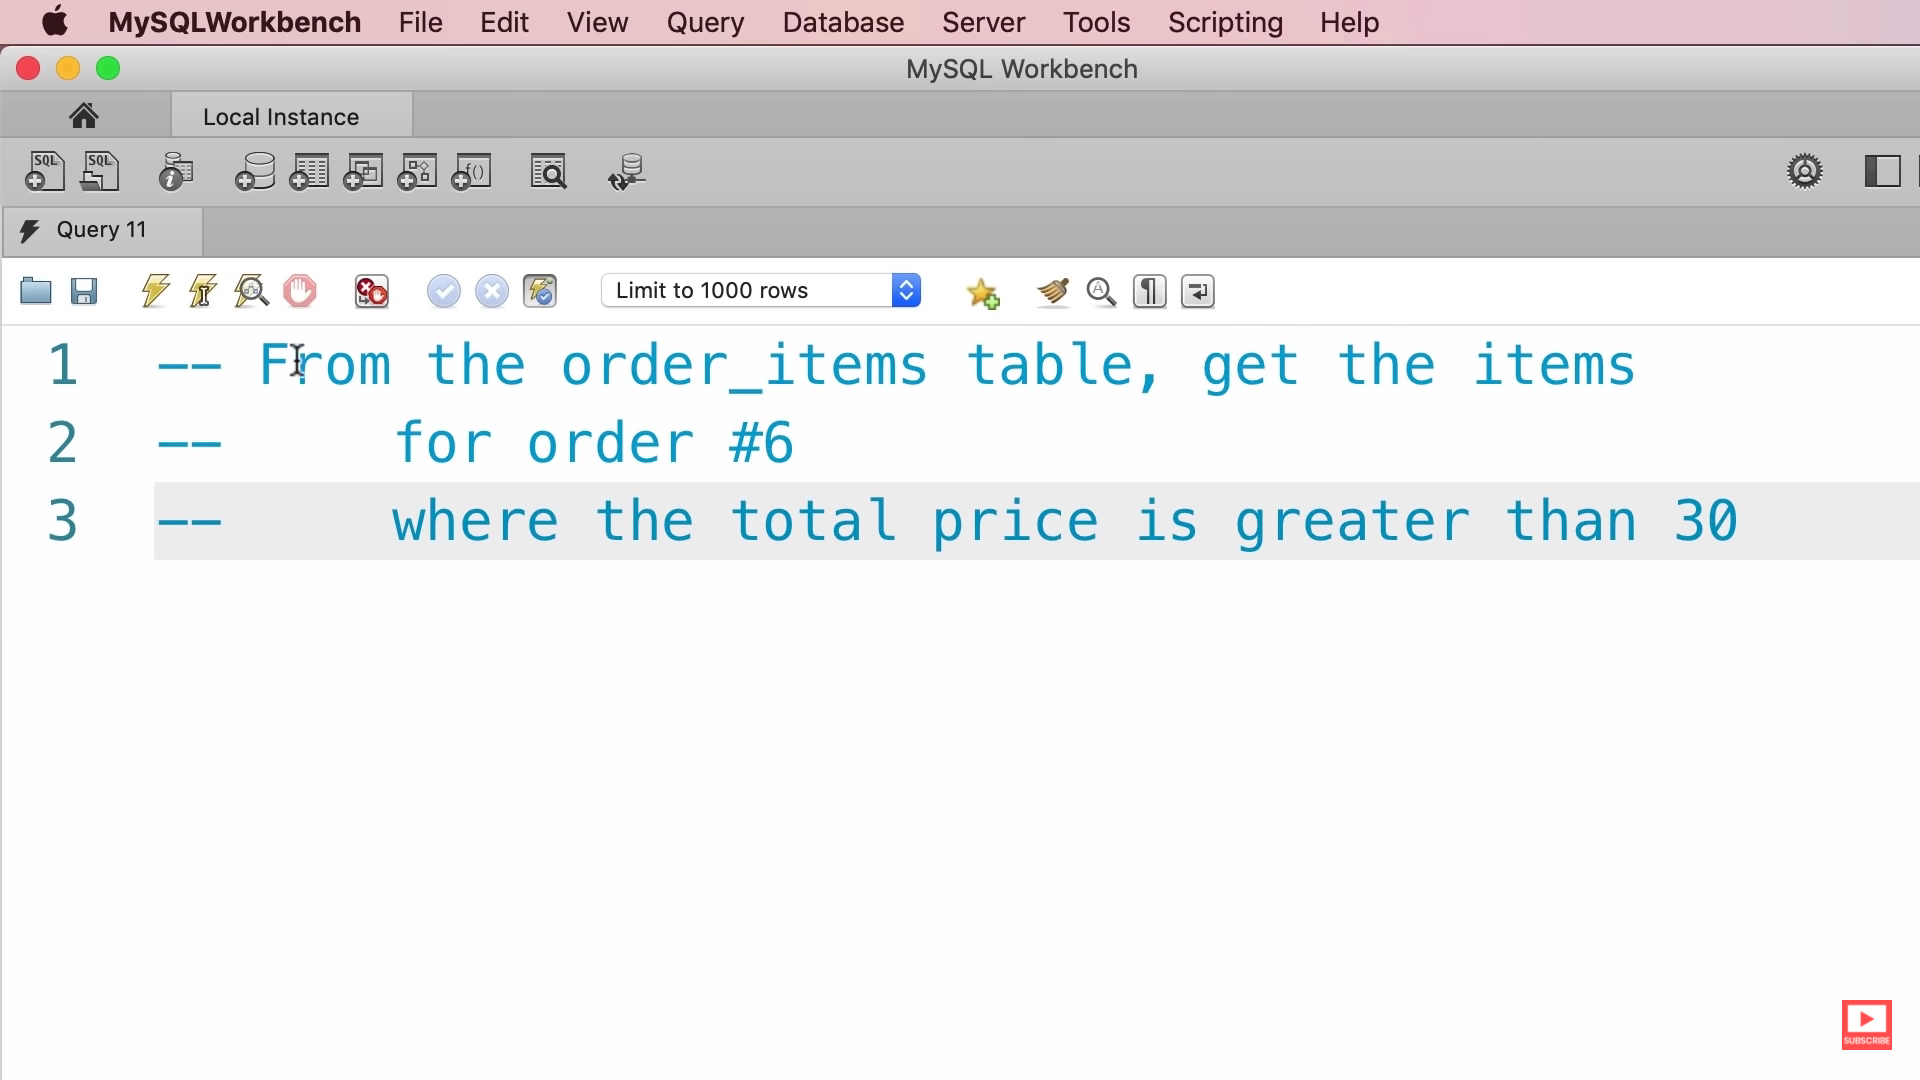 MySQLWorkbench File Edit View Query Database Server Tools Scripting Help
MySQL Workbench
Local Instance
SQL SQL
Query 11
Limit to 1000 rows
1 -- From the order_items table, get the items
2 -- for order #6
3 -- where the total price is greater than 30
SUBSCRIBE